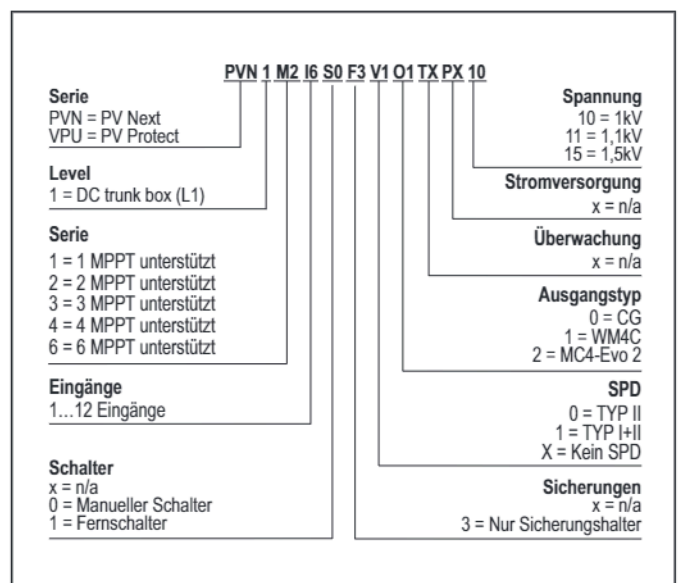 PVN 1 M2 I6 S0 F3 V1 O1 TX PX 10
Serie
PVN = PV Next
VPU = PV Protect
Level
1 = DC trunk box (L1)
Serie
1 = 1 MPPT unterstützt
2 = 2 MPPT unterstützt
3 = 3 MPPT unterstützt
4 = 4 MPPT unterstützt
6 = 6 MPPT unterstützt
Eingänge
1…12 Eingänge
Schalter
x = n/a
0 = Manueller Schalter
1 = Fernschalter
Spannung
10 = 1kV
11 = 1,1kV
15 = 1,5kV
Stromversorgung
x = n/a
Überwachung
x = n/a
Ausgangstyp
0 = CG
1 = WM4C
2 = MC4-Evo 2
SPD
0 = TYP II
1 = TYP I+II
X = Kein SPD
Sicherungen
x = n/a
3 = Nur Sicherungshalter